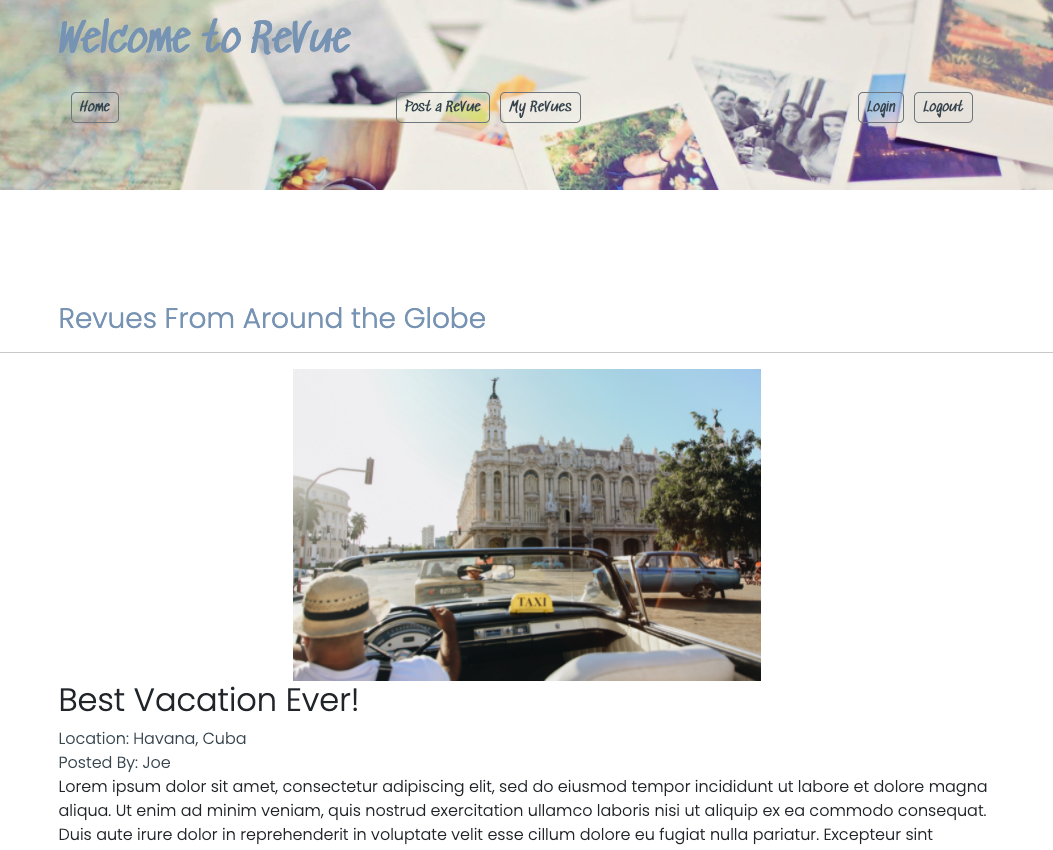 Welcome to ReVue
Home
Post a ReVue
My ReVues
Login
Logout
Revues From Around the Globe
TAXI
Best Vacation Ever!
Location: Havana, Cuba
Posted By: Joe
Lorem ipsum dolor sit amet, consectetur adipiscing elit, sed do eiusmod tempor incididunt ut labore et dolore magna
aliqua. Ut enim ad minim veniam, quis nostrud exercitation ullamco laboris nisi ut aliquip ex ea commodo consequat.
Duis aute irure dolor in reprehenderit in voluptate velit esse cillum dolore eu fugiat nulla pariatur. Excepteur sint